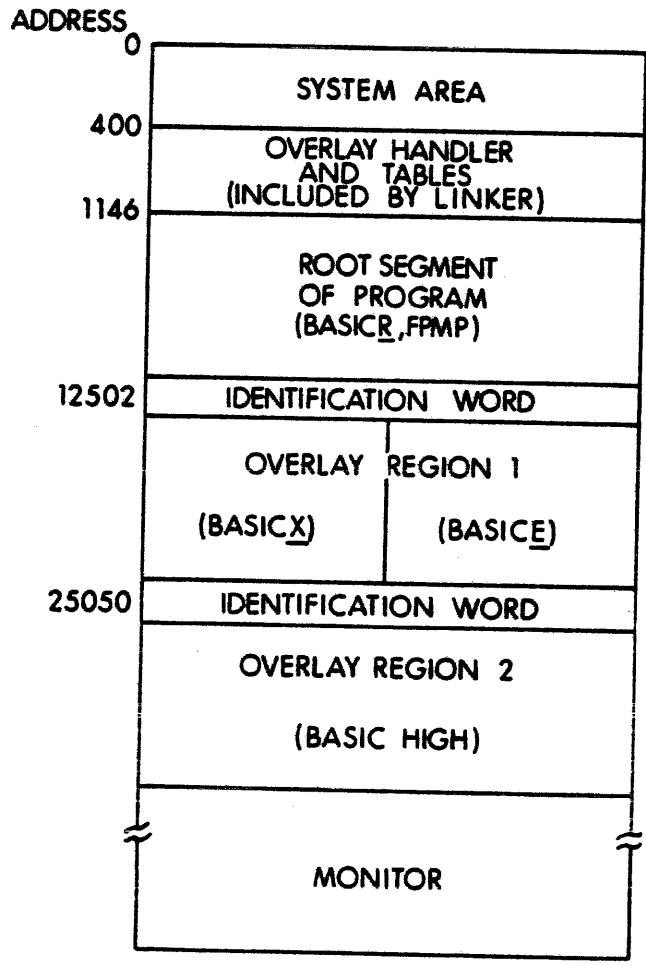 ADDRESS
0
SYSTEM AREA
400
OVERLAY HANDLER
AND TABLES
(INCLUDED BY LINKER)
1146
ROOT SEGMENT
OF PROGRAM
(BASICR,FPMP)
12502
IDENTIFICATION WORD
OVERLAY REGION 1
(BASICX)
(BASICE)
25050
IDENTIFICATION WORD
OVERLAY REGION 2
(BASIC HIGH)
MONITOR